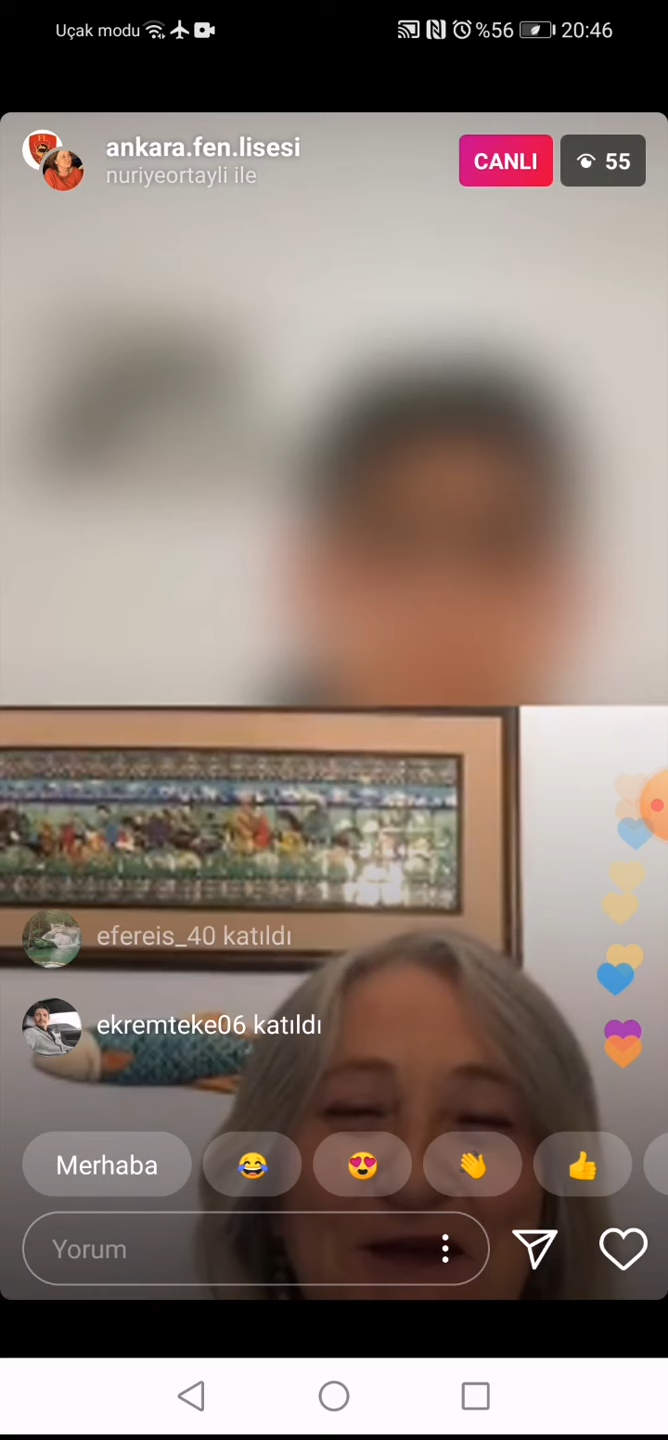 Uçak modu %56 20:46
ankara.fen.lisesi
nuriyeortayli ile
CANLI 55
efereis_40 katıldı
ekremteke06 katıldı
Merhaba
Yorum